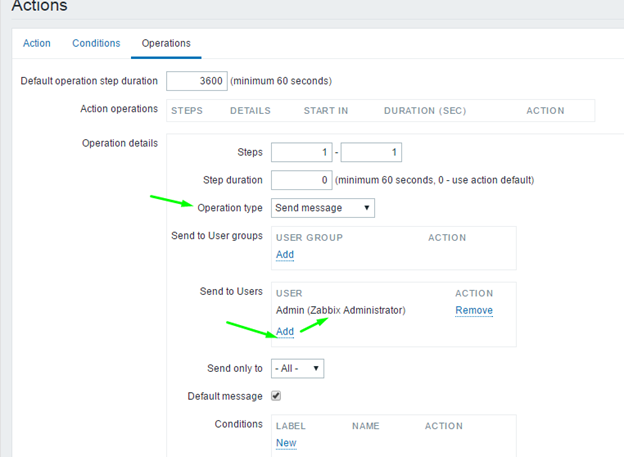 Actions
Action Conditions Operations
Default operation step duration 3600 (minimum 60 seconds)
Action operations STEPS DETAILS START IN DURATION (SEC) ACTION
Operation details
Steps 1 - 1
Step duration 0 (minimum 60 seconds, 0 - use action default)
Operation type Send message
Send to User groups USER GROUP ACTION
Add
Send to Users USER ACTION
Admin (Zabbix Administrator) Remove
Add
Send only to - All -
Default message
Conditions LABEL NAME ACTION
New